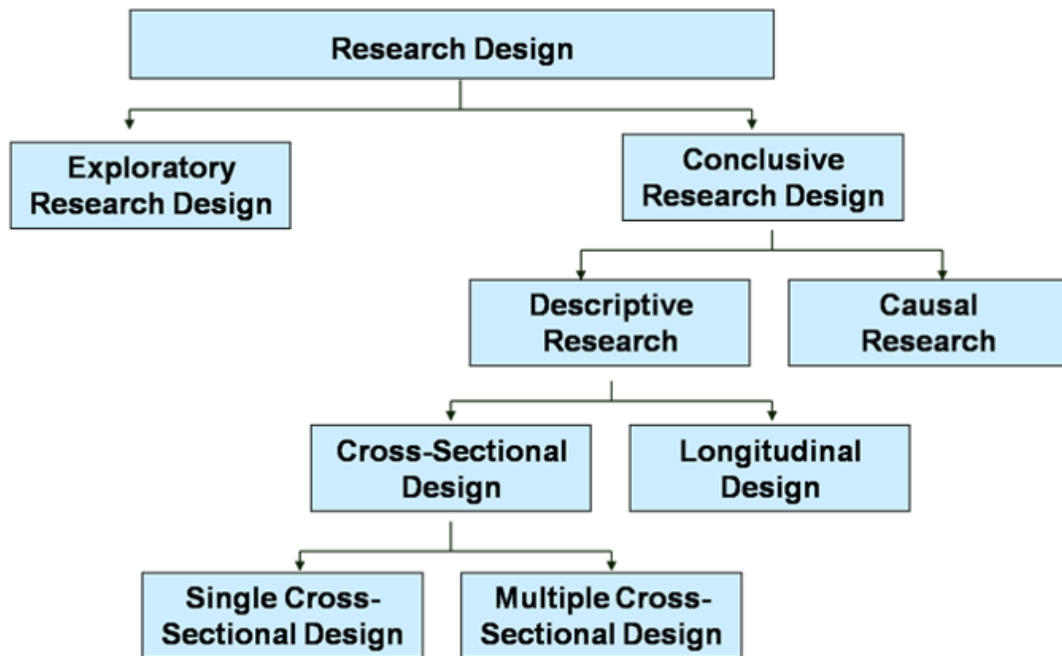 Research Design
Exploratory
Research Design
Conclusive
Research Design
Descriptive
Research
Causal
Research
Cross-Sectional
Design
Longitudinal
Design
Single Cross-
Sectional Design
Multiple Cross-
Sectional Design